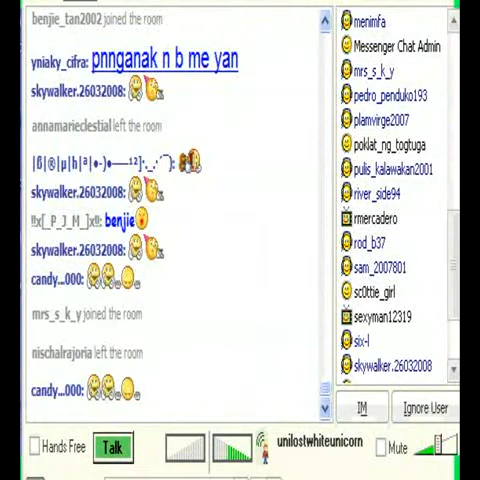 benjie_tan2002 joined the room
yniaky_cifra: pnnganak n b me yan
skywalker.26032008:
annamarieclestial left the room
skywalker.26032008:
!!x[_P_J_M_]x!!: benjie
skywalker.26032008:
candy...000:
mrs_s_k_y joined the room
nischalrajoria left the room
candy...000:
menimfa
Messenger Chat Admin
mrs_s_k_y
pedro_penduko193
plamvirge2007
poklat_ng_togtuga
pulis_kalawakan2001
river_side94
rmercadero
rod_b37
sam_2007801
sc0ttie_girl
sexyman12319
six-l
skywalker.26032008
IM Ignore User
Hands Free Talk unilostwhiteunicorn Mute